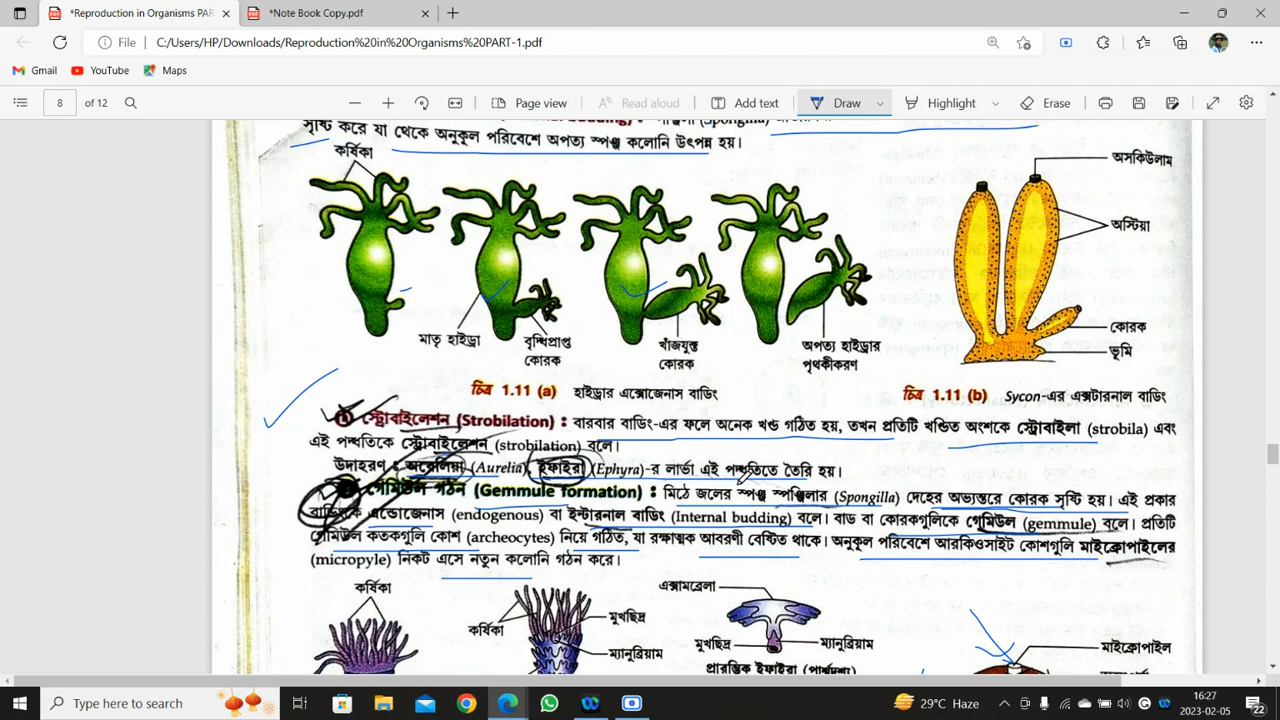 *Reproduction in Organisms PAR
*Note Book Copy.pdf
File
C:/Users/HP/Downloads/Reproduction%20in%20Organisms%20PART-1.pdf
Gmail
YouTube
Maps
8 of 12
Page view
Read aloud
Add text
Draw
Highlight
Erase
সৃষ্টি করে যা থেকে অনুকূল পরিবেশে অপত্য স্পঞ্জ কলোনি উৎপন্ন হয়।
কর্ষিকা
অসকিউলাম
অস্টিয়া
মাতৃ হাইড্রা
বৃদ্ধিপ্রাপ্ত
কোরক
খাঁজযুক্ত
কোরক
অপত্য হাইড্রার
পৃথকীকরণ
কোরক
ভূমি
চিত্র 1.11 (a) হাইড্রার এক্সোজেনাস বাডিং
চিত্র 1.11 (b) Sycon-এর এক্সটারনাল বাডিং
স্ট্রোবাইলেশন (Strobilation) : বারবার বাডিং-এর ফলে অনেক খণ্ড গঠিত হয়, তখন প্রতিটি খণ্ডিত অংশকে স্ট্রোবাইলা (strobila) এবং
এই পদ্ধতিকে স্ট্রোবাইলেশন (strobilation) বলে।
উদাহরণ : অরেলিয়া (Aurelia), ইফাইরা (Ephyra)-র লার্ভা এই পদ্ধতিতে তৈরি হয়।
গেমিউল গঠন (Gemmule formation) : মিঠে জলের স্পঞ্জ স্পঞ্জিলার (Spongilla) দেহের অভ্যন্তরে কোরক সৃষ্টি হয়। এই প্রকার
বাডিংকে এন্ডোজেনাস (endogenous) বা ইন্টারনাল বাডিং (Internal budding) বলে। বাড বা কোরকগুলিকে গেমিউল (gemmule) বলে। প্রতিটি
গেমিউল কতকগুলি কোশ (archeocytes) নিয়ে গঠিত, যা রক্ষাত্মক আবরণী বেষ্টিত থাকে। অনুকূল পরিবেশে আরকিওসাইট কোশগুলি মাইক্রোপাইলের
(micropyle) নিকট এসে নতুন কলোনি গঠন করে।
কর্ষিকা
কর্ষিকা
মুখছিদ্র
ম্যানুব্রিয়াম
এক্সামব্রেলা
মুখছিদ্র
ম্যানুব্রিয়াম
প্রারম্ভিক ইফাইরা (পার্শ্বদৃশ্য)
মাইক্রোপাইল
Type here to search
29°C Haze
16:27
2023-02-05
22